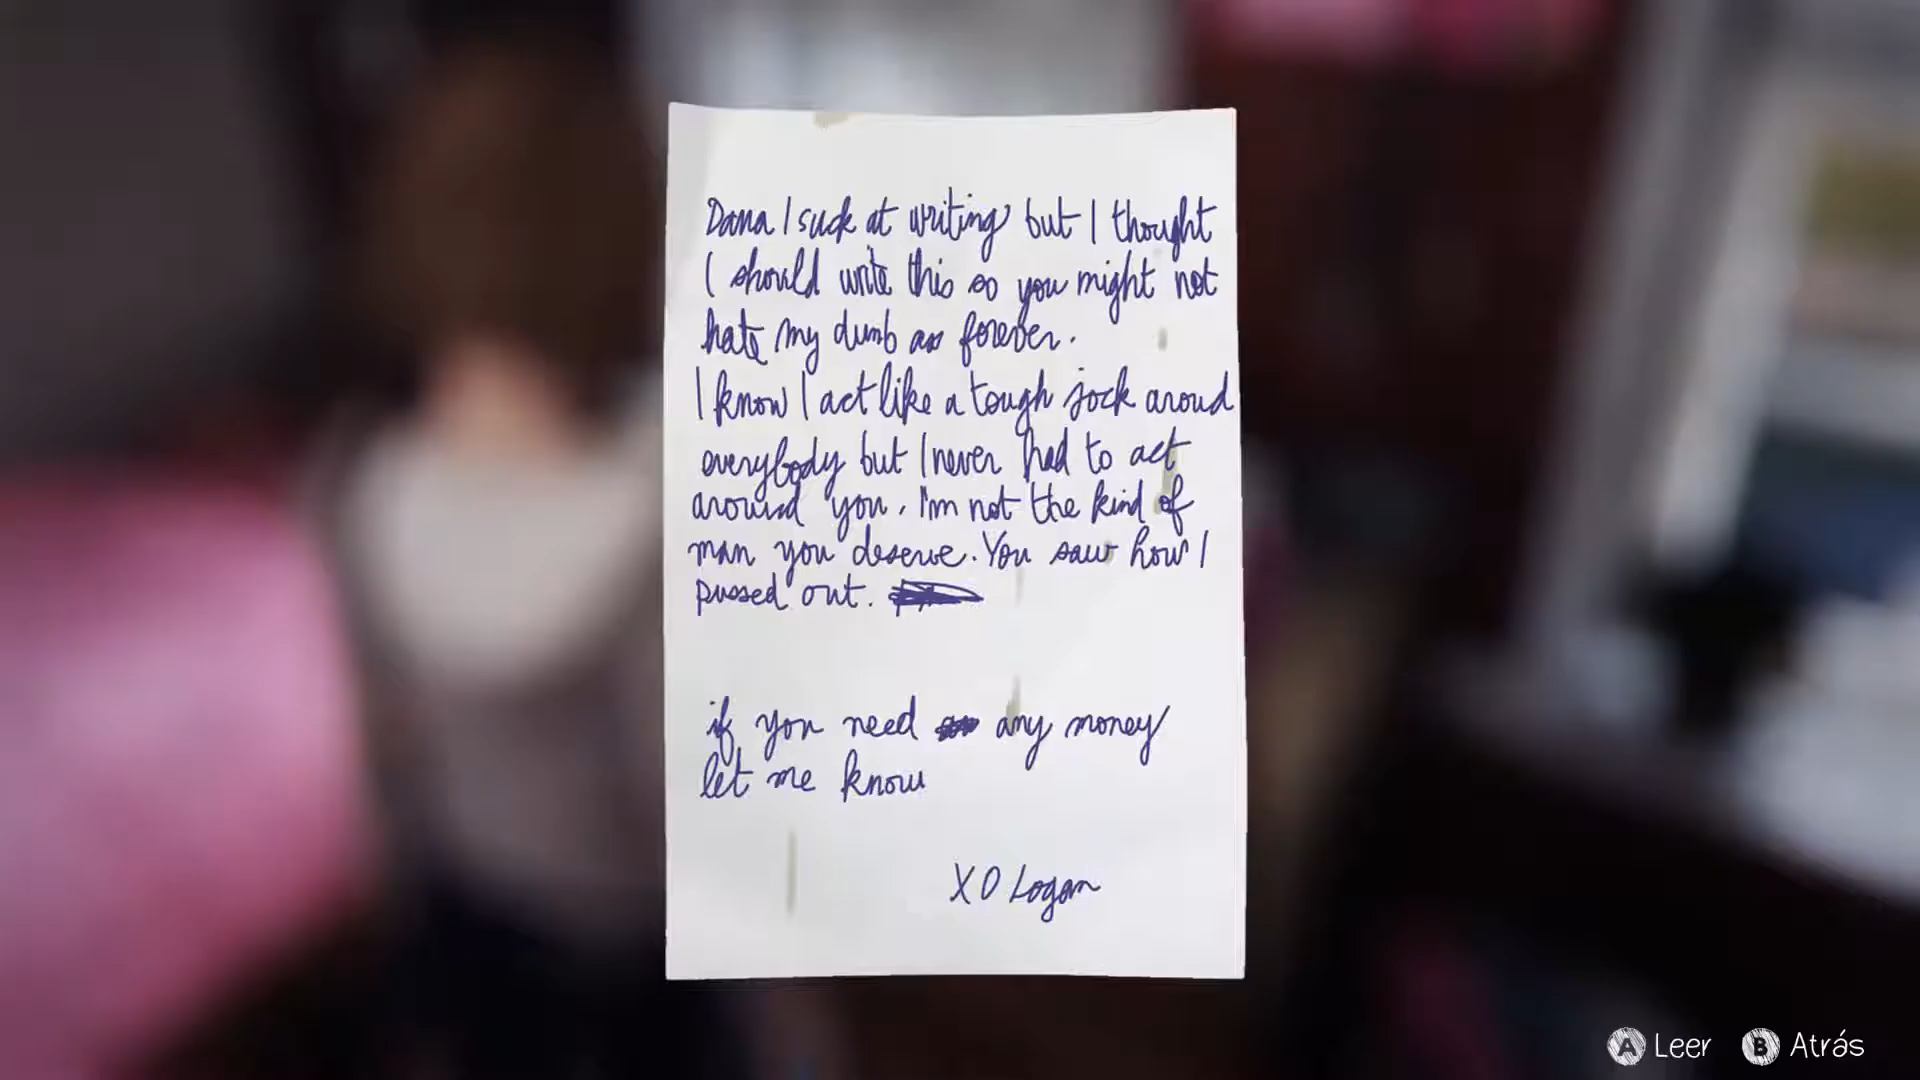 Dana I suck at writing but I thought
I should write this so you might not
hate my dumb ass forever.
I know I act like a tough jock aroud
everybody but I never had to act
around you. I'm not the kind of
man you deserve. You saw how I
pussed out.
if you need any money
let me know
XO Logan
A Leer B Atrás